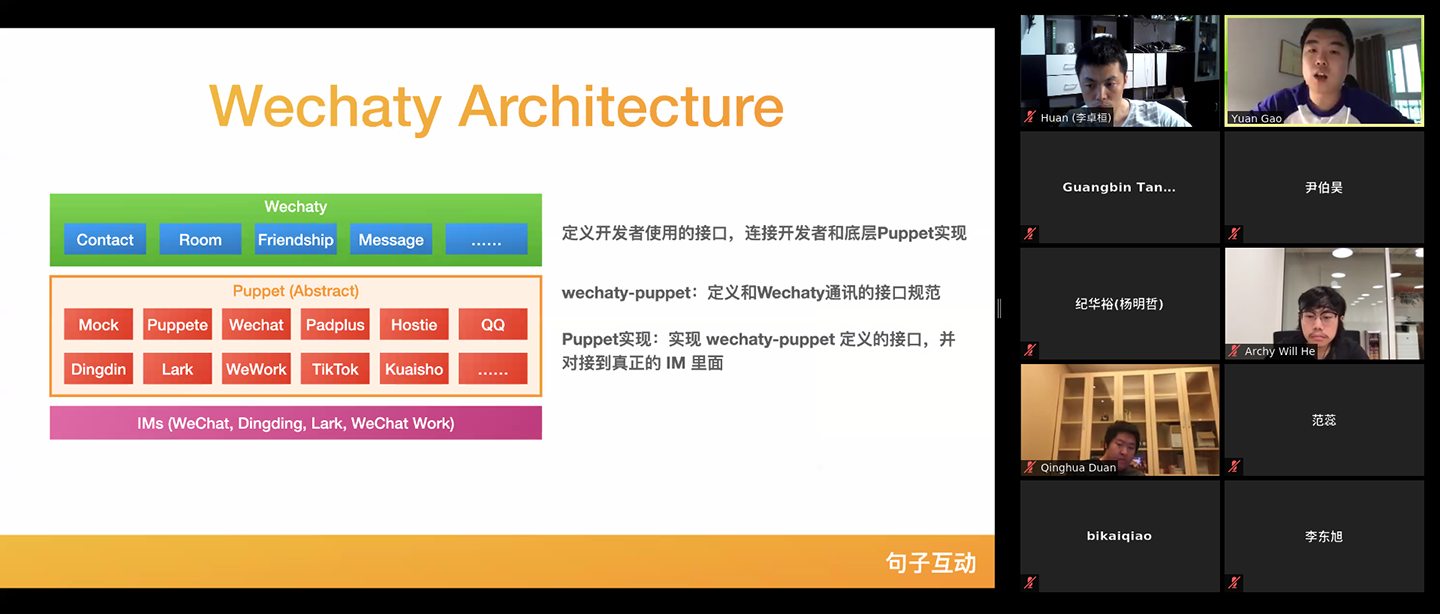 Wechaty Architecture
Wechaty
Contact Room Friendship Message ......
定义开发者使用的接口，连接开发者和底层Puppet实现
Puppet (Abstract)
Mock Puppete Wechat Padplus Hostie QQ
Dingdin Lark WeWork TikTok Kuaisho ......
wechaty-puppet：定义和Wechaty通讯的接口规范
Puppet实现：实现 wechaty-puppet 定义的接口，并
对接到真正的 IM 里面
IMs (WeChat, Dingding, Lark, WeChat Work)
句子互动
Huan (李卓桓)
Yuan Gao
Guangbin Tan...
尹伯昊
纪华裕(杨明哲)
Archy Will He
Qinghua Duan
范蕊
bikaiqiao
李东旭